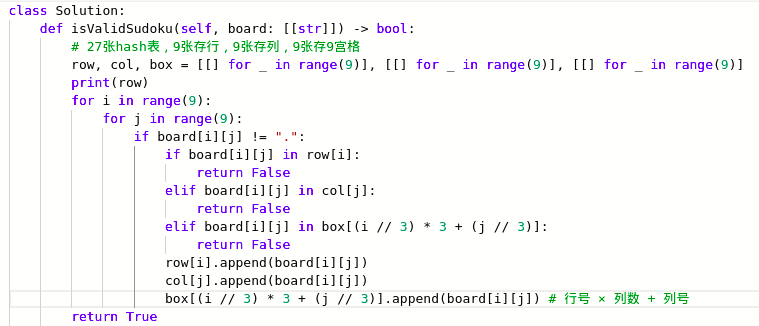 class Solution:
    def isValidSudoku(self, board: [[str]]) -> bool:
        # 27张hash表，9张存行，9张存列，9张存9宫格
        row, col, box = [[] for _ in range(9)], [[] for _ in range(9)], [[] for _ in range(9)]
        print(row)
        for i in range(9):
            for j in range(9):
                if board[i][j] != ".":
                    if board[i][j] in row[i]:
                        return False
                    elif board[i][j] in col[j]:
                        return False
                    elif board[i][j] in box[(i // 3) * 3 + (j // 3)]:
                        return False
                    row[i].append(board[i][j])
                    col[j].append(board[i][j])
                    box[(i // 3) * 3 + (j // 3)].append(board[i][j]) # 行号 × 列数 + 列号
        return True